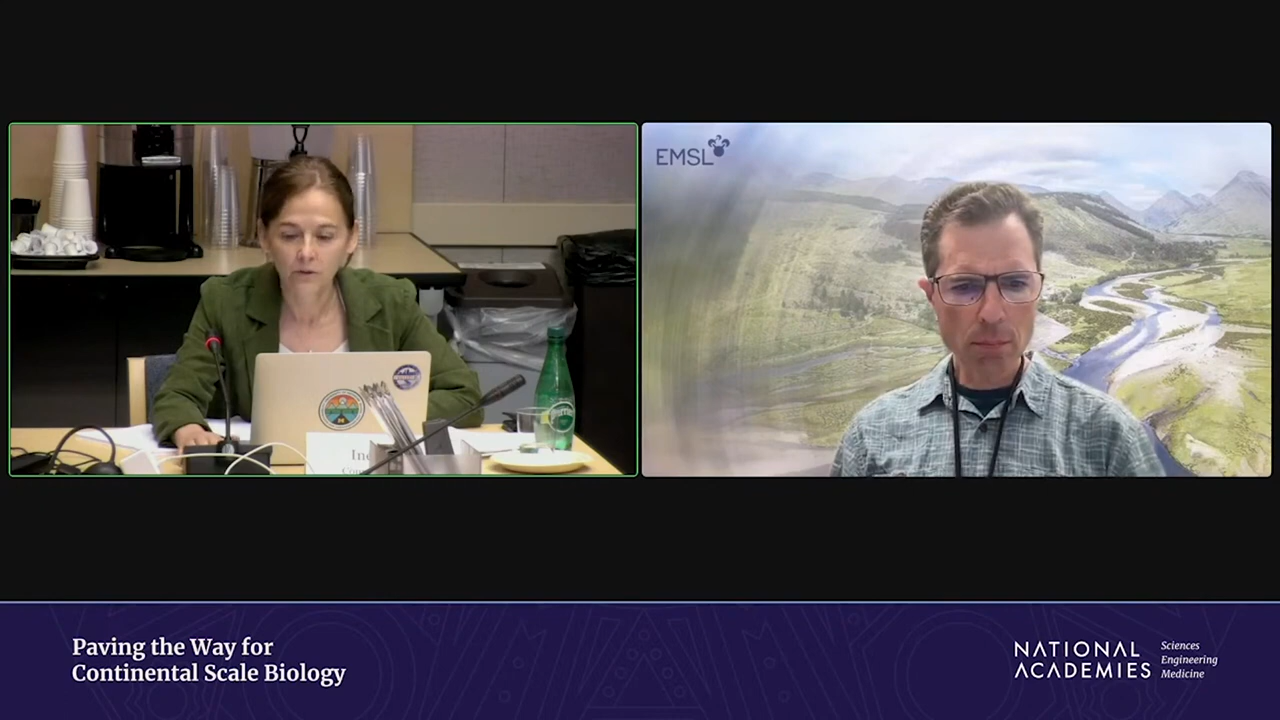 EMSL
Paving the Way for
Continental Scale Biology
NATIONAL
ACADEMIES
Sciences
Engineering
Medicine